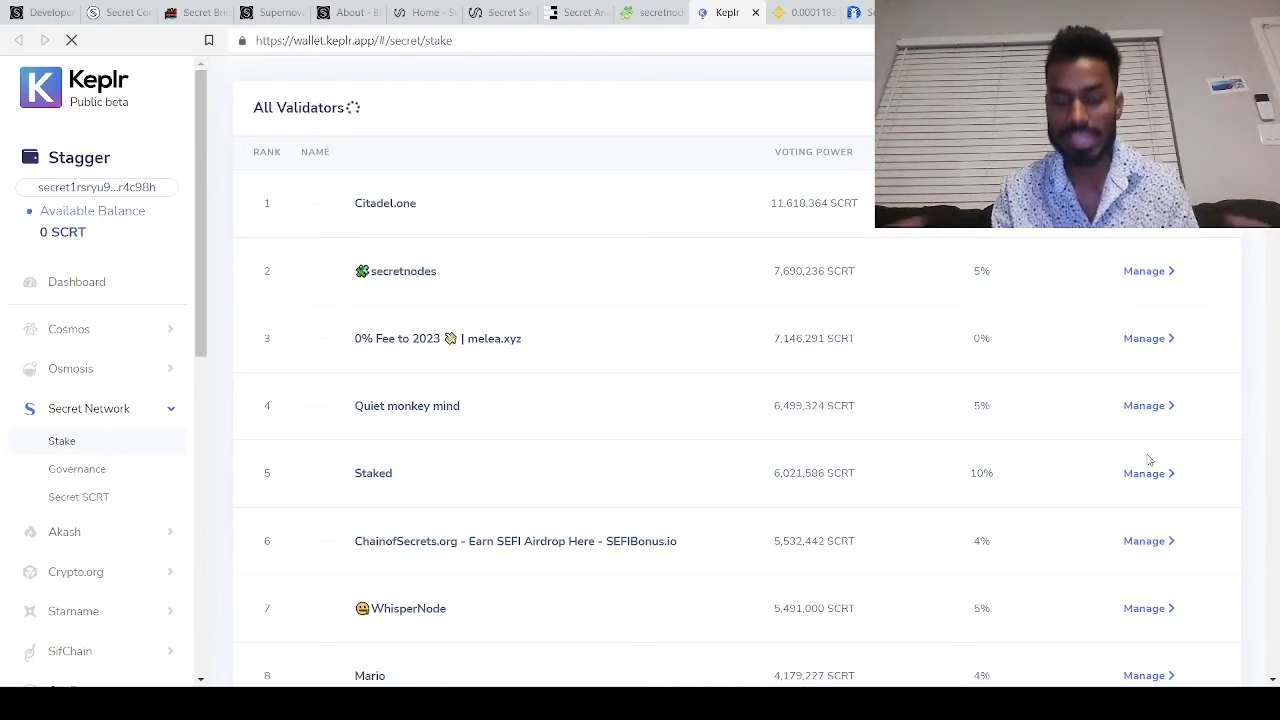 Develope
Secret Cor
Secret Bri
Supernov
About - B
Home - S
Secret Sw
Secret An
secretnod
Keplr
0.0001182
https://wallet.keplr.app/#/secret/stake
Keplr
Public beta
Stagger
secret1rsryu9...r4c98h
Available Balance
0 SCRT
Dashboard
Cosmos
Osmosis
Secret Network
Stake
Governance
Secret SCRT
Akash
Crypto.org
Starname
SifChain
All Validators
RANK NAME VOTING POWER
1 Citadel.one 11,618,364 SCRT
2 secretnodes 7,690,236 SCRT 5% Manage
3 0% Fee to 2023 | melea.xyz 7,146,291 SCRT 0% Manage
4 Quiet monkey mind 6,499,324 SCRT 5% Manage
5 Staked 6,021,586 SCRT 10% Manage
6 ChainofSecrets.org - Earn SEFI Airdrop Here - SEFIBonus.io 5,532,442 SCRT 4% Manage
7 WhisperNode 5,491,000 SCRT 5% Manage
8 Mario 4,179,227 SCRT 4% Manage